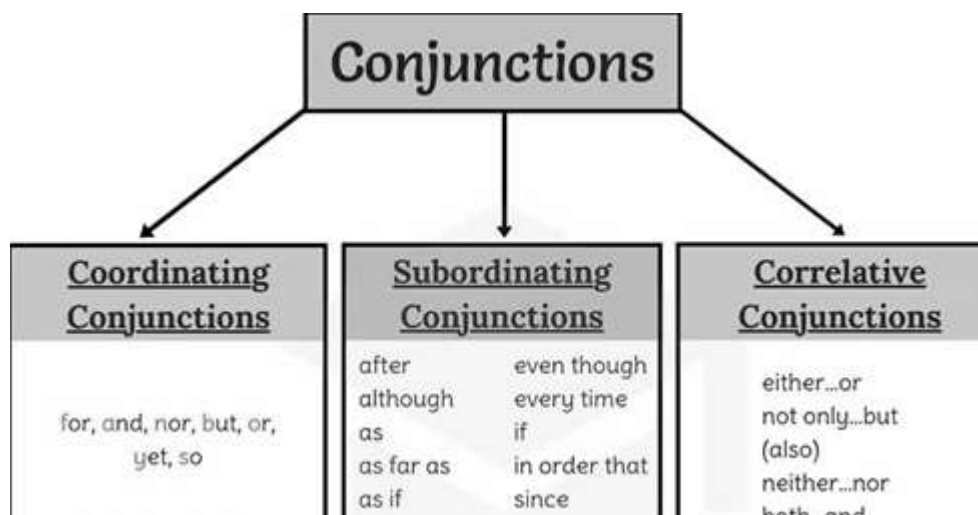 Conjunctions
Coordinating
Conjunctions
for, and, nor, but, or,
yet, so
Subordinating
Conjunctions
after
although
as
as far as
as if
even though
every time
if
in order that
since
Correlative
Conjunctions
either...or
not only...but
(also)
neither...nor
both...and